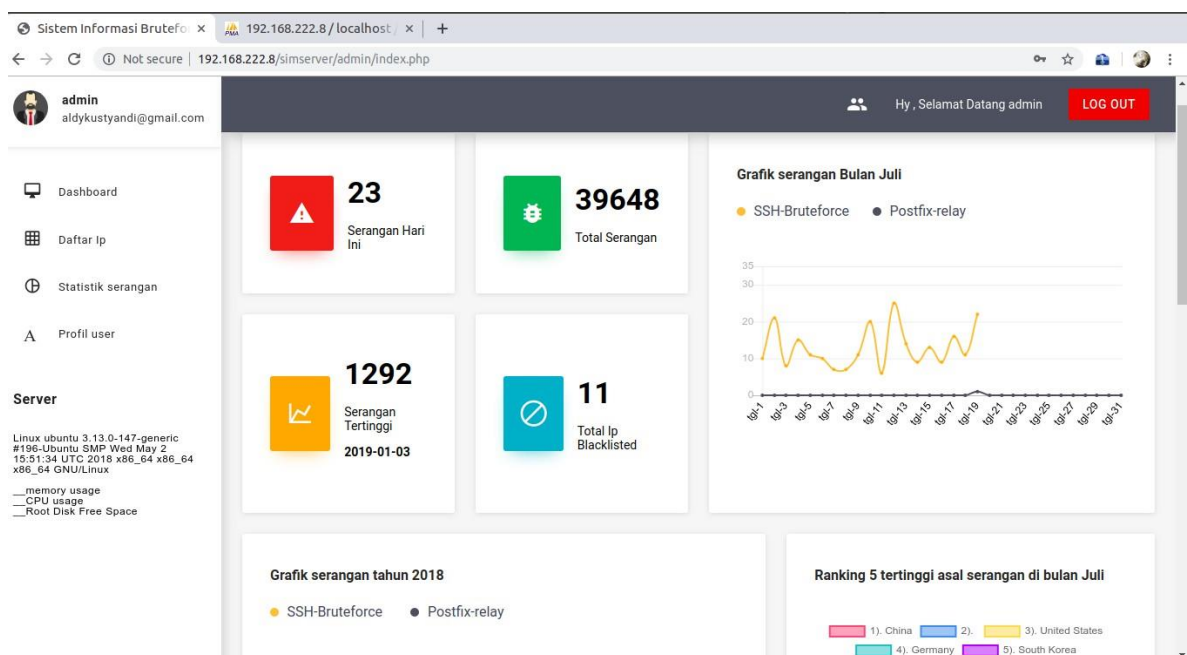 Sistem Informasi Brutefo
192.168.222.8 / localhost /
Not secure
192.168.222.8/simserver/admin/index.php
admin
aldykustyandi@gmail.com
Hy , Selamat Datang admin
LOG OUT
Dashboard
Daftar Ip
Statistik serangan
A
Profil user
Server
Linux ubuntu 3.13.0-147-generic
#196-Ubuntu SMP Wed May 2
15:51:34 UTC 2018 x86_64 x86_64
x86_64 GNU/Linux
__memory usage
__CPU usage
__Root Disk Free Space
23
Serangan Hari
Ini
39648
Total Serangan
1292
Serangan
Tertinggi
2019-01-03
11
Total Ip
Blacklisted
Grafik serangan Bulan Juli
SSH-Bruteforce
Postfix-relay
35
30
20
10
0
tgl-1
tgl-3
tgl-5
tgl-7
tgl-9
tgl-11
tgl-13
tgl-15
tgl-17
tgl-19
tgl-21
tgl-23
tgl-25
tgl-27
tgl-29
tgl-31
Grafik serangan tahun 2018
SSH-Bruteforce
Postfix-relay
Ranking 5 tertinggi asal serangan di bulan Juli
1). China
2).
3). United States
4). Germany
5). South Korea